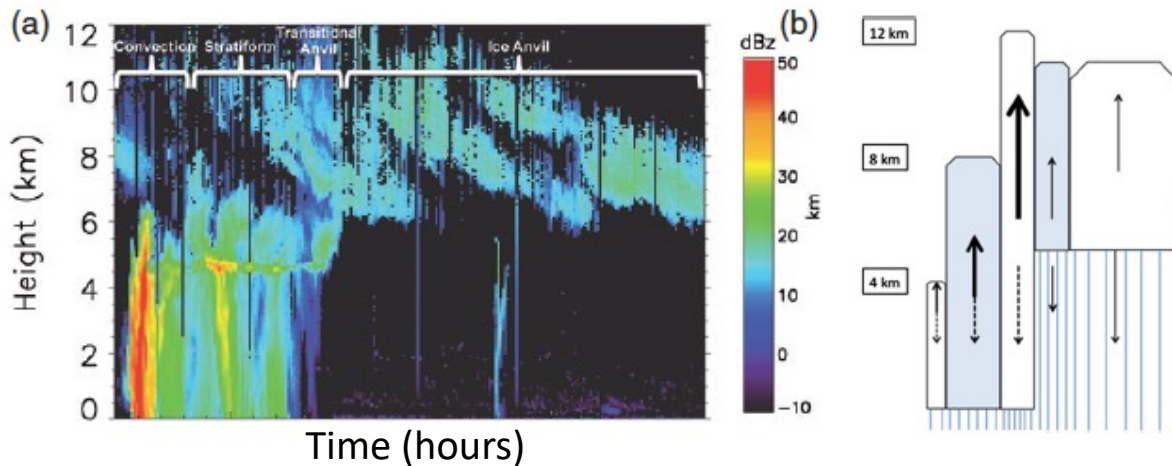 (a)
12
10
8
6
4
2
0
Height (km)
Convection
Stratiform
Transitional
Anvil
Ice Anvil
Time (hours)
dBz
50
40
30
20
10
0
−10
km
(b)
12 km
8 km
4 km